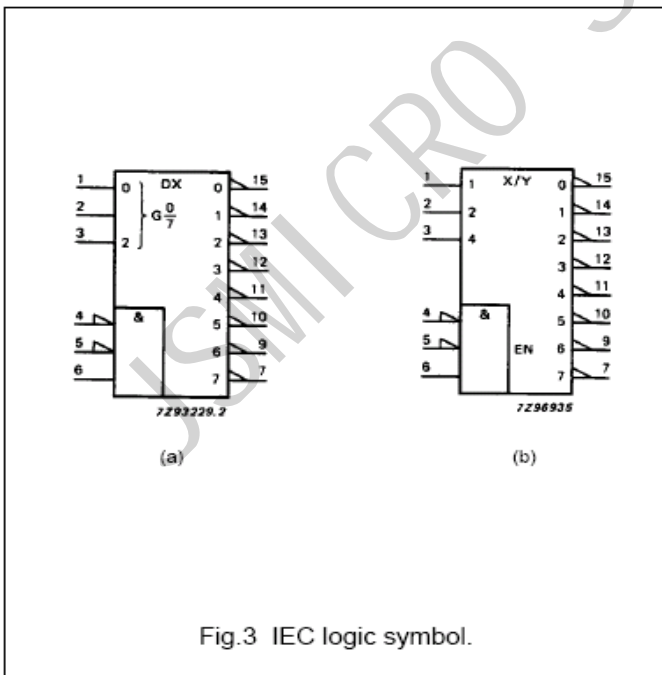 JSMICRO
1 0 DX 0 15
2 G 0/7 1 14
3 2 2 13
3 12
4 11
4 & 5 10
5 6 9
6 7 7
7Z93229.2
(a)
1 1 X/Y 0 15
2 2 1 14
3 4 2 13
3 12
4 11
4 & 5 10
5 EN 6 9
6 7 7
7Z96935
(b)
Fig.3 IEC logic symbol.